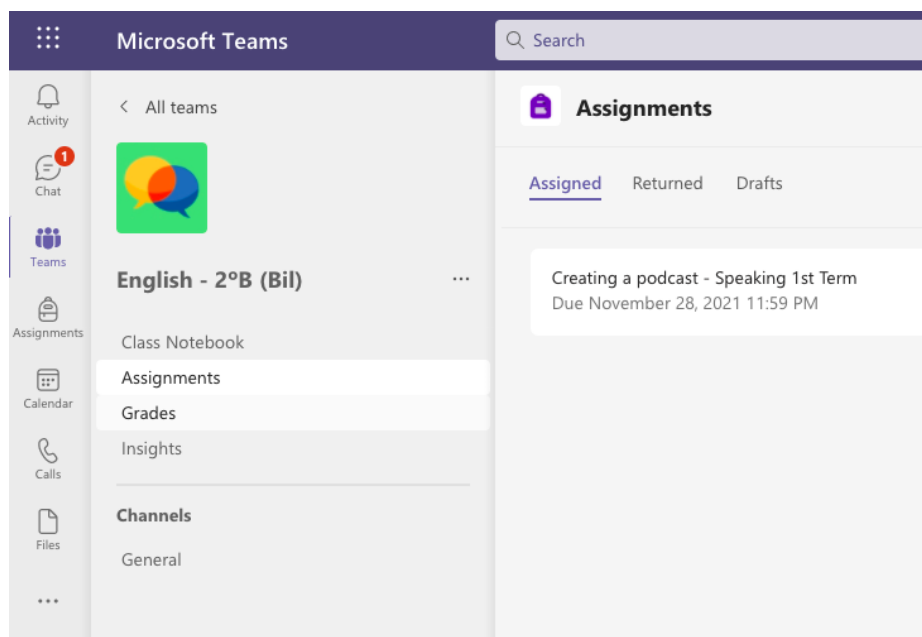 Microsoft Teams
Search
Activity
1
Chat
Teams
Assignments
Calendar
Calls
Files
All teams
English - 2ºB (Bil)
Class Notebook
Assignments
Grades
Insights
Channels
General
Assignments
Assigned Returned Drafts
Creating a podcast - Speaking 1st Term
Due November 28, 2021 11:59 PM